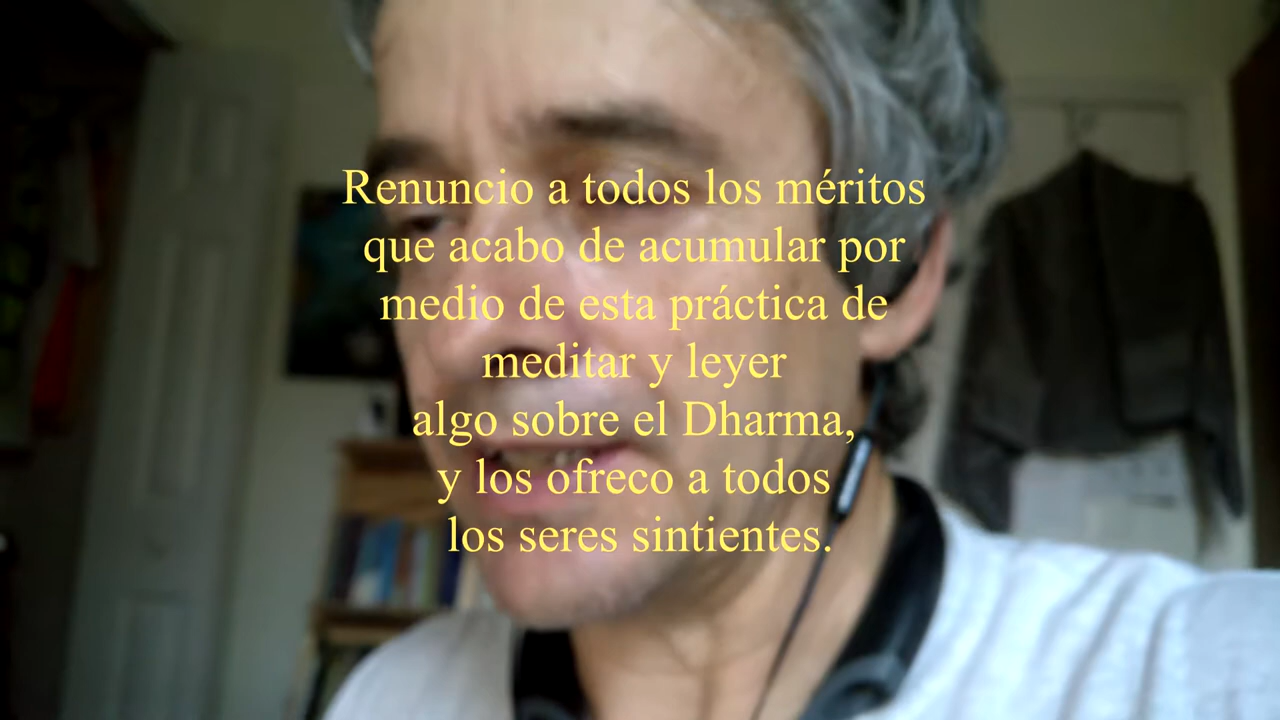 Renuncio a todos los méritos
que acabo de acumular por
medio de esta práctica de
meditar y leyer
algo sobre el Dharma,
y los ofreco a todos
los seres sintientes.